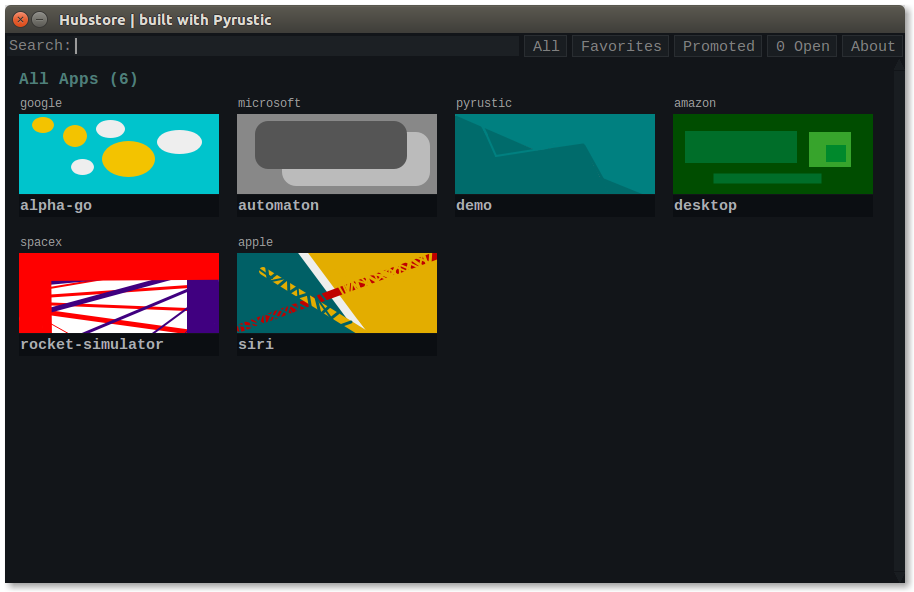 Hubstore | built with Pyrustic
Search: All Favorites Promoted 0 Open About
All Apps (6)
google microsoft pyrustic amazon
alpha-go automaton demo desktop
spacex apple
rocket-simulator siri